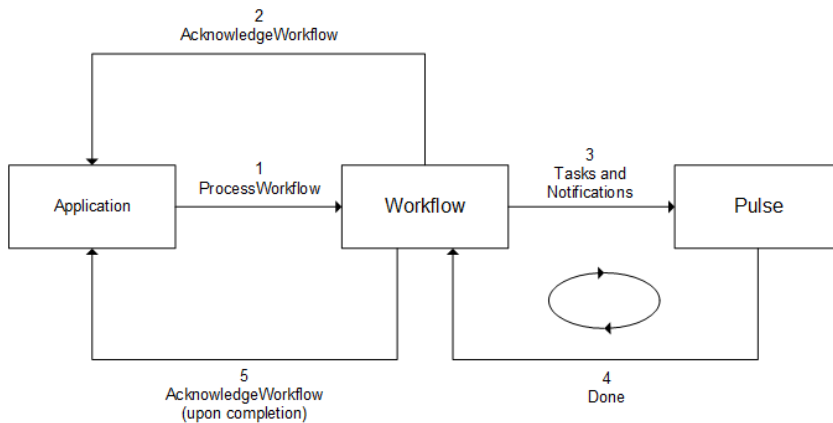 2
AcknowledgeWorkflow
1
ProcessWorkflow
3
Tasks and
Notifications
Application
Workflow
Pulse
5
AcknowledgeWorkflow
(upon completion)
4
Done